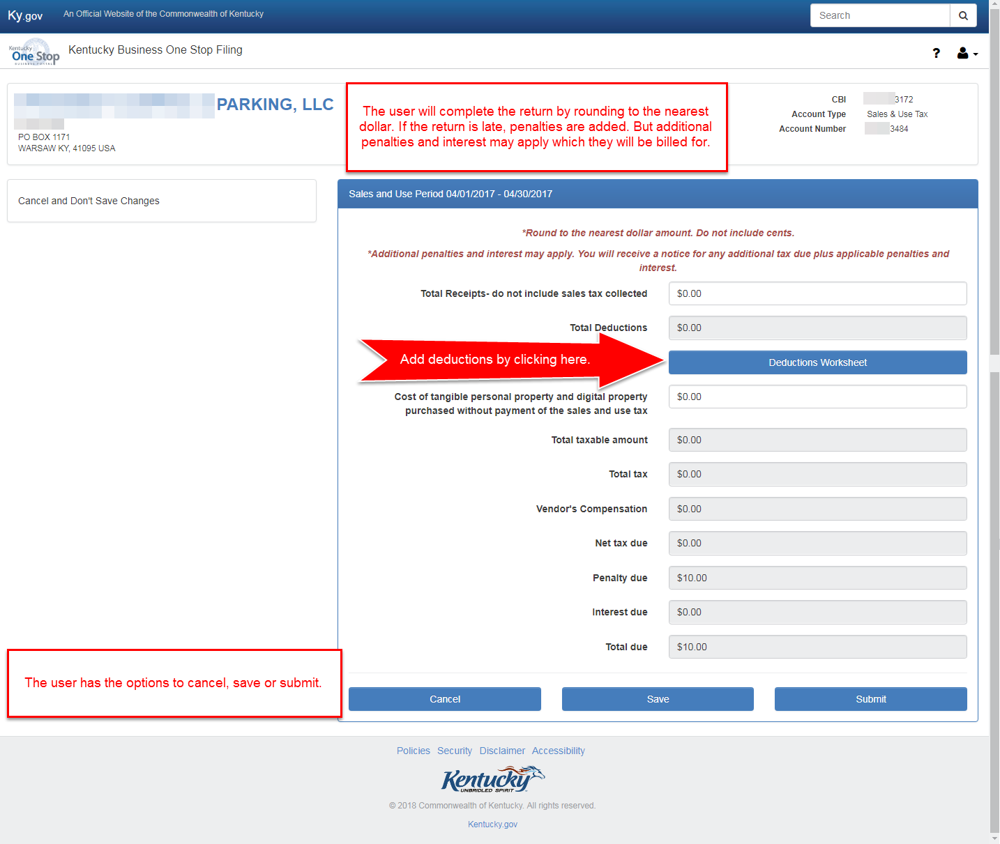 Ky.gov
An Official Website of the Commonwealth of Kentucky
Search
Kentucky
One Stop
BUSINESS PORTAL
Kentucky Business One Stop Filing
?
PARKING, LLC
PO BOX 1171
WARSAW KY, 41095 USA
The user will complete the return by rounding to the nearest
dollar. If the return is late, penalties are added. But additional
penalties and interest may apply which they will be billed for.
CBI 3172
Account Type Sales & Use Tax
Account Number 3484
Cancel and Don't Save Changes
Sales and Use Period 04/01/2017 - 04/30/2017
*Round to the nearest dollar amount. Do not include cents.
*Additional penalties and interest may apply. You will receive a notice for any additional tax due plus applicable penalties and
interest.
Total Receipts- do not include sales tax collected $0.00
Total Deductions $0.00
Add deductions by clicking here.
Deductions Worksheet
Cost of tangible personal property and digital property $0.00
purchased without payment of the sales and use tax
Total taxable amount $0.00
Total tax $0.00
Vendor's Compensation $0.00
Net tax due $0.00
Penalty due $10.00
Interest due $0.00
Total due $10.00
The user has the options to cancel, save or submit.
Cancel Save Submit
Policies Security Disclaimer Accessibility
Kentucky
UNBRIDLED SPIRIT
© 2018 Commonwealth of Kentucky. All rights reserved.
Kentucky.gov